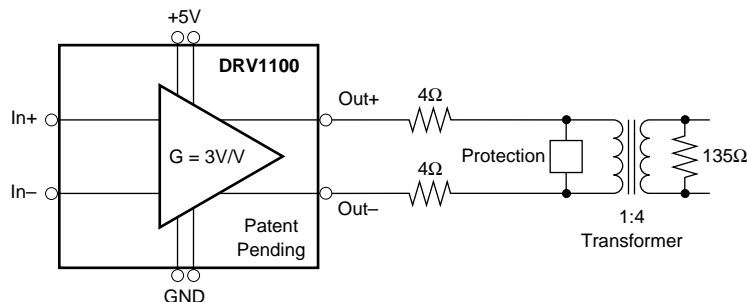 +5V
DRV1100
In+
Out+
4Ω
G = 3V/V
Protection
135Ω
In–
4Ω
Out–
Patent
Pending
1:4
Transformer
GND